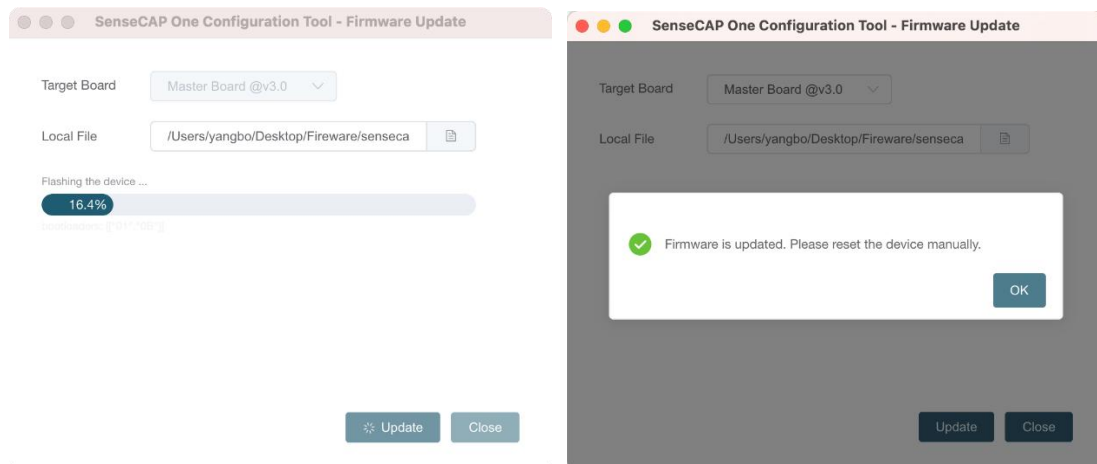 SenseCAP One Configuration Tool - Firmware Update
Target Board
Master Board @v3.0
Local File
/Users/yangbo/Desktop/Fireware/senseca
Flashing the device ...
16.4%
Update
Close
SenseCAP One Configuration Tool - Firmware Update
Target Board
Master Board @v3.0
Local File
/Users/yangbo/Desktop/Fireware/senseca
Firmware is updated. Please reset the device manually.
OK
Update
Close